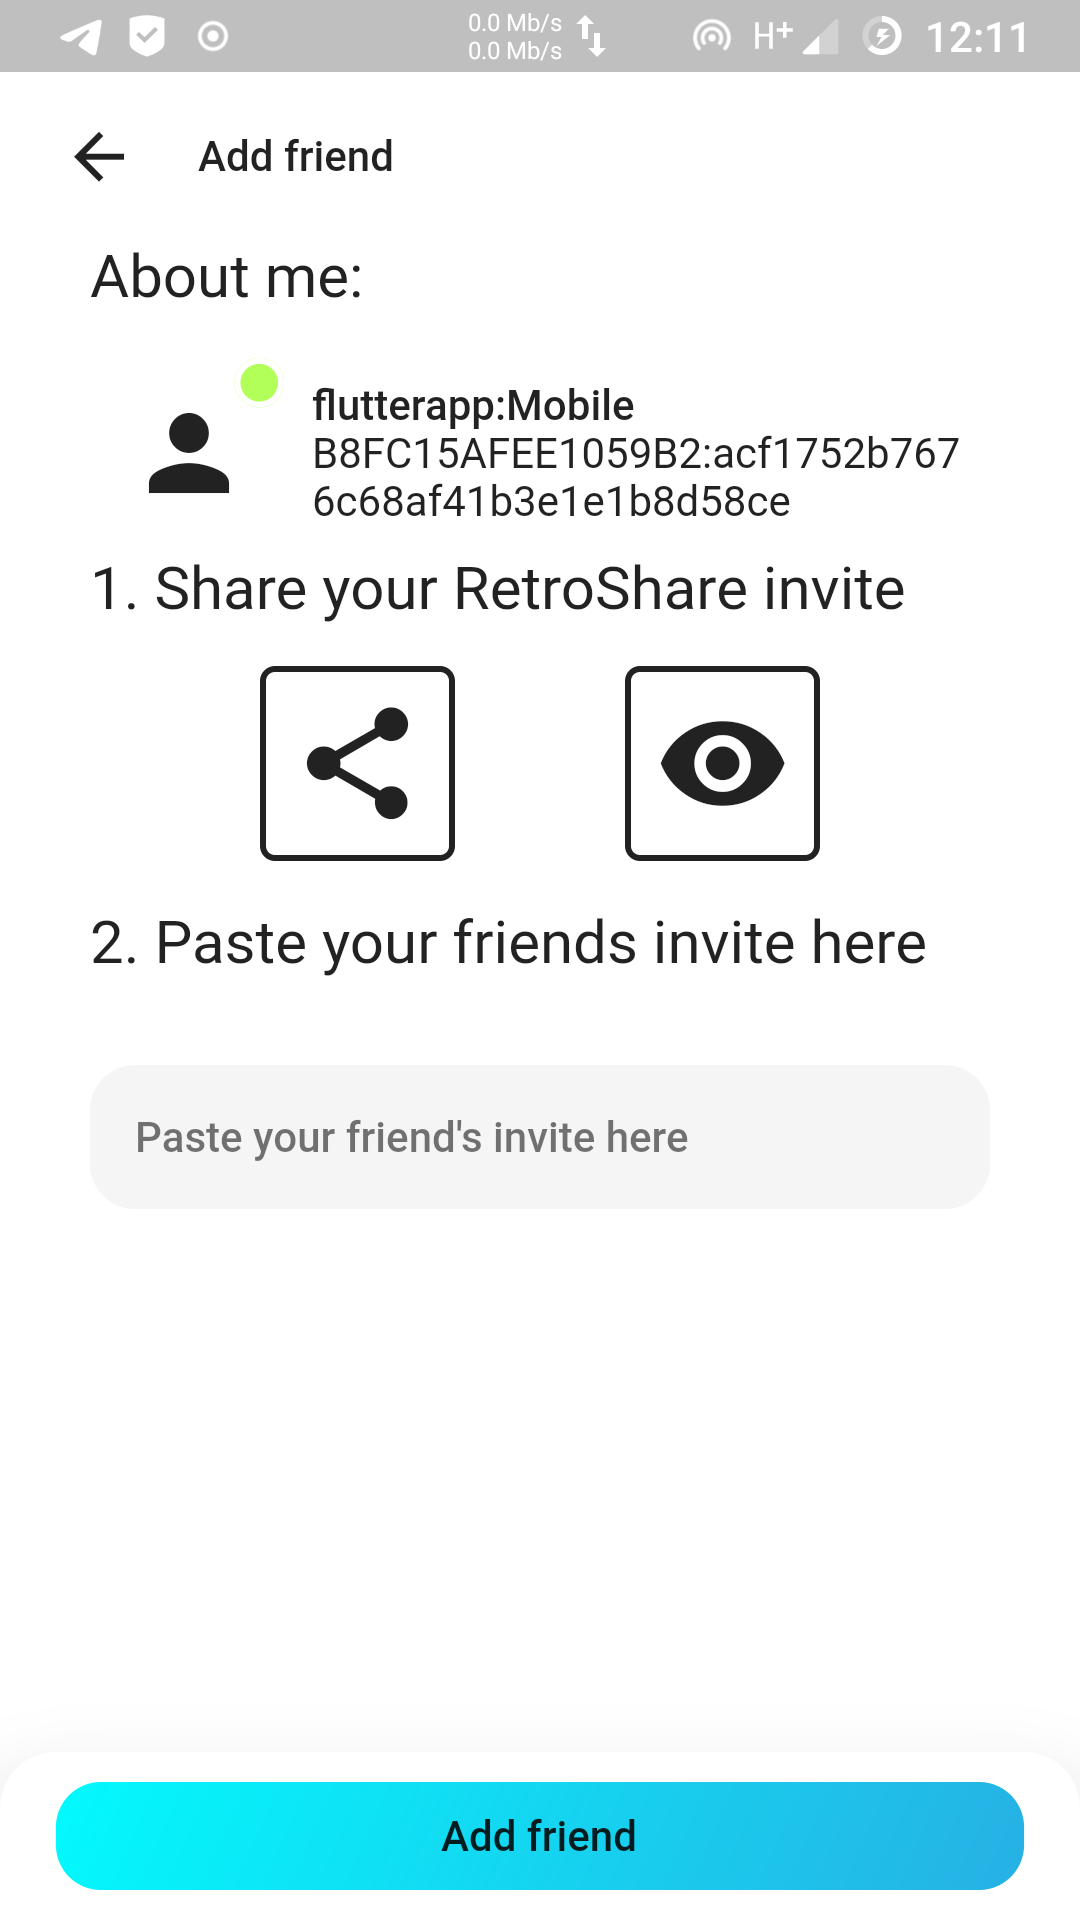 0.0 Mb/s
0.0 Mb/s
H+
12:11
Add friend
About me:
flutterapp:Mobile
B8FC15AFEE1059B2:acf1752b767
6c68af41b3e1e1b8d58ce
1. Share your RetroShare invite
2. Paste your friends invite here
Paste your friend's invite here
Add friend